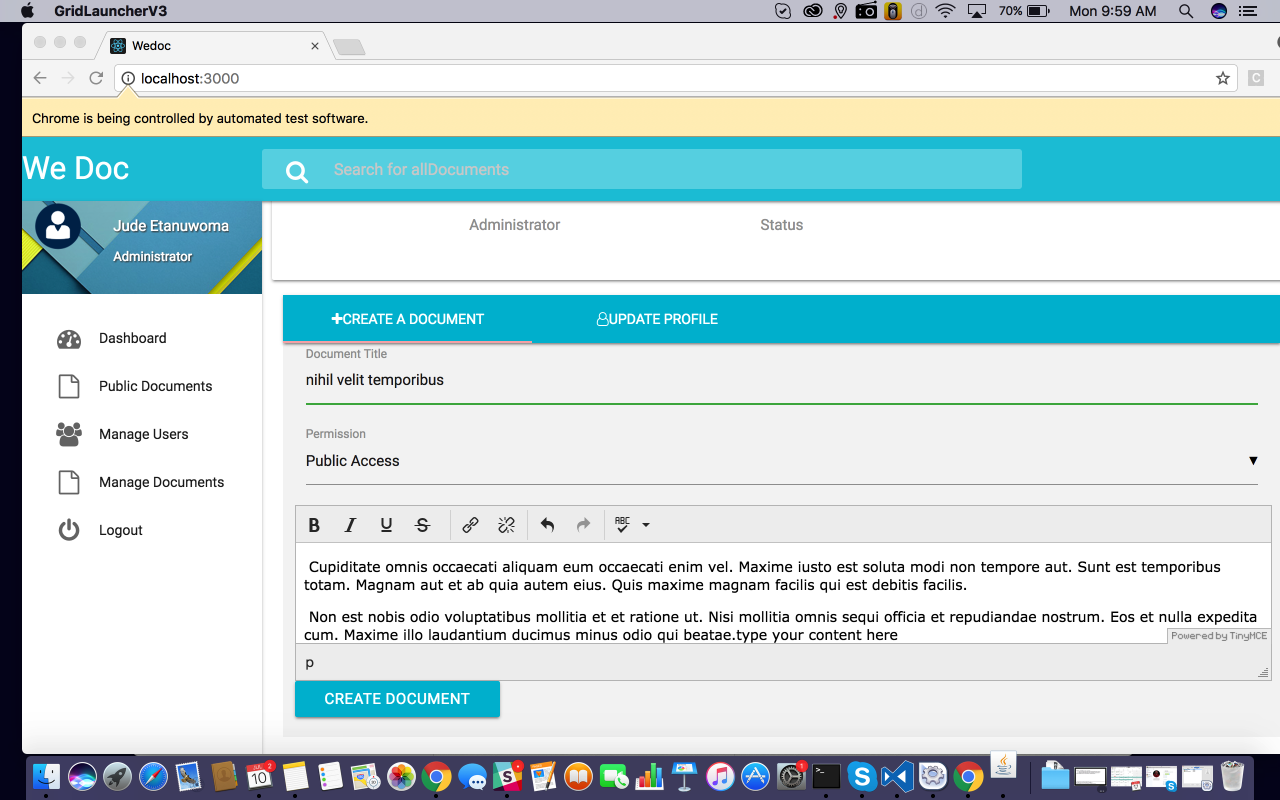 GridLauncherV3
70%
Mon 9:59 AM
Wedoc
localhost:3000
C
Chrome is being controlled by automated test software.
We Doc
Search for allDocuments
Jude Etanuwoma
Administrator
Administrator
Status
Dashboard
Public Documents
Manage Users
Manage Documents
Logout
CREATE A DOCUMENT
UPDATE PROFILE
Document Title
nihil velit temporibus
Permission
Public Access
B I U S ABC
Cupiditate omnis occaecati aliquam eum occaecati enim vel. Maxime iusto est soluta modi non tempore aut. Sunt est temporibus
totam. Magnam aut et ab quia autem eius. Quis maxime magnam facilis qui est debitis facilis.
Non est nobis odio voluptatibus mollitia et et ratione ut. Nisi mollitia omnis sequi officia et repudiandae nostrum. Eos et nulla expedita
cum. Maxime illo laudantium ducimus minus odio qui beatae.type your content here
Powered by TinyMCE
p
CREATE DOCUMENT
JUL
10
2
1